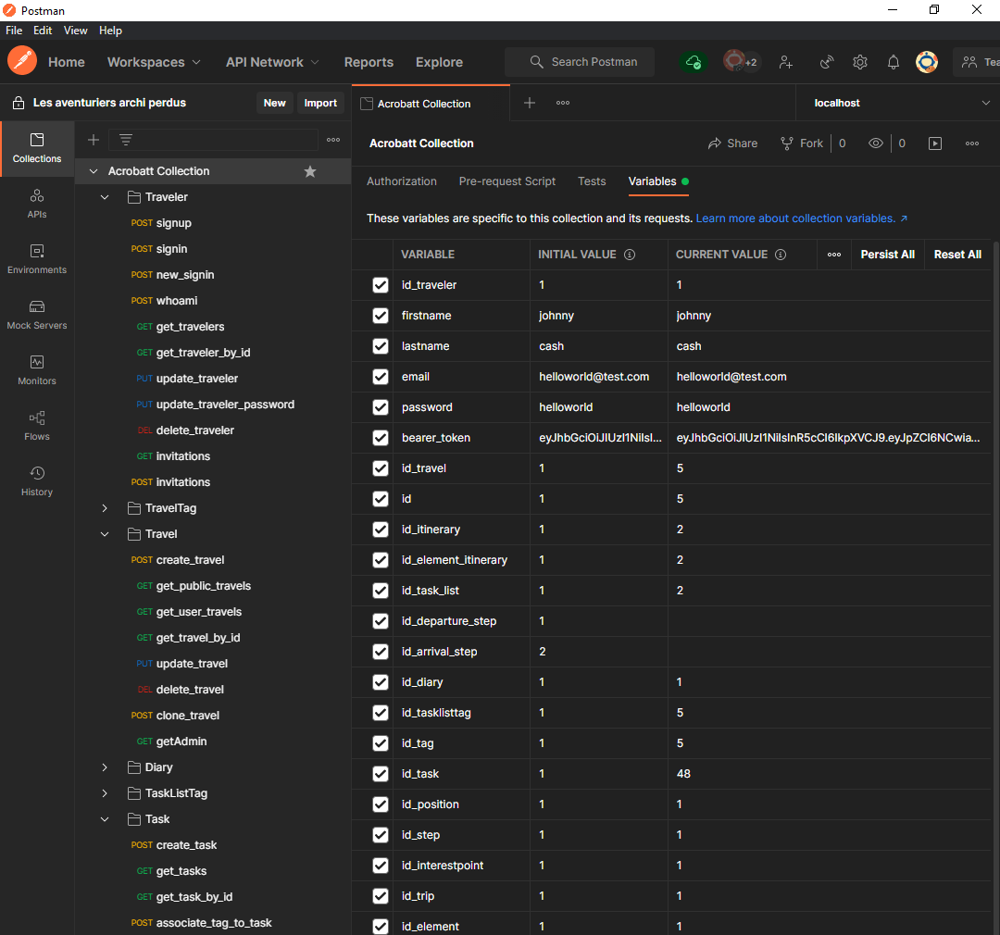 Postman
File Edit View Help
Home Workspaces API Network Reports Explore Search Postman +2 Tea
Les aventuriers archi perdus New Import
Acrobatt Collection
localhost
Collections
APIs
Environments
Mock Servers
Monitors
Flows
History
Acrobatt Collection
Traveler
POST signup
POST signin
POST new_signin
POST whoami
GET get_travelers
GET get_traveler_by_id
PUT update_traveler
PUT update_traveler_password
DEL delete_traveler
GET invitations
POST invitations
TravelTag
Travel
POST create_travel
GET get_public_travels
GET get_user_travels
GET get_travel_by_id
PUT update_travel
DEL delete_travel
POST clone_travel
GET getAdmin
Diary
TaskListTag
Task
POST create_task
GET get_tasks
GET get_task_by_id
POST associate_tag_to_task
Acrobatt Collection Share Fork 0 0
Authorization Pre-request Script Tests Variables
These variables are specific to this collection and its requests. Learn more about collection variables. ↗
VARIABLE INITIAL VALUE CURRENT VALUE Persist All Reset All
id_traveler 1 1
firstname johnny johnny
lastname cash cash
email helloworld@test.com helloworld@test.com
password helloworld helloworld
bearer_token eyJhbGciOiJIUzI1NiIsI... eyJhbGciOiJIUzI1NiIsInR5cCI6IkpXVCJ9.eyJpZCI6NCwia...
id_travel 1 5
id 1 5
id_itinerary 1 2
id_element_itinerary 1 2
id_task_list 1 2
id_departure_step 1
id_arrival_step 2
id_diary 1 1
id_tasklisttag 1 5
id_tag 1 5
id_task 1 48
id_position 1 1
id_step 1 1
id_interestpoint 1 1
id_trip 1 1
id_element 1 1